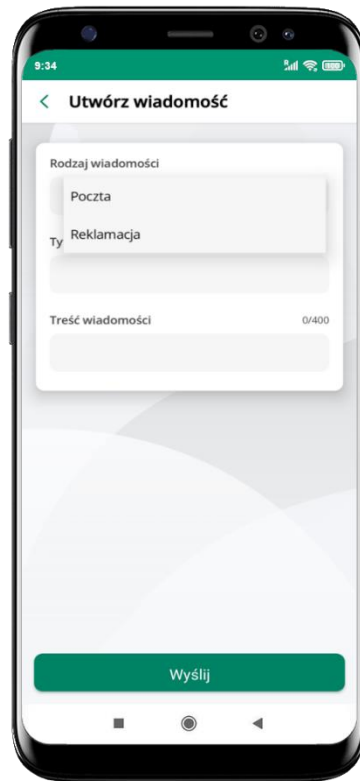 9:34
Utwórz wiadomość
Rodzaj wiadomości
Poczta
Reklamacja
Ty
Treść wiadomości 0/400
Wyślij